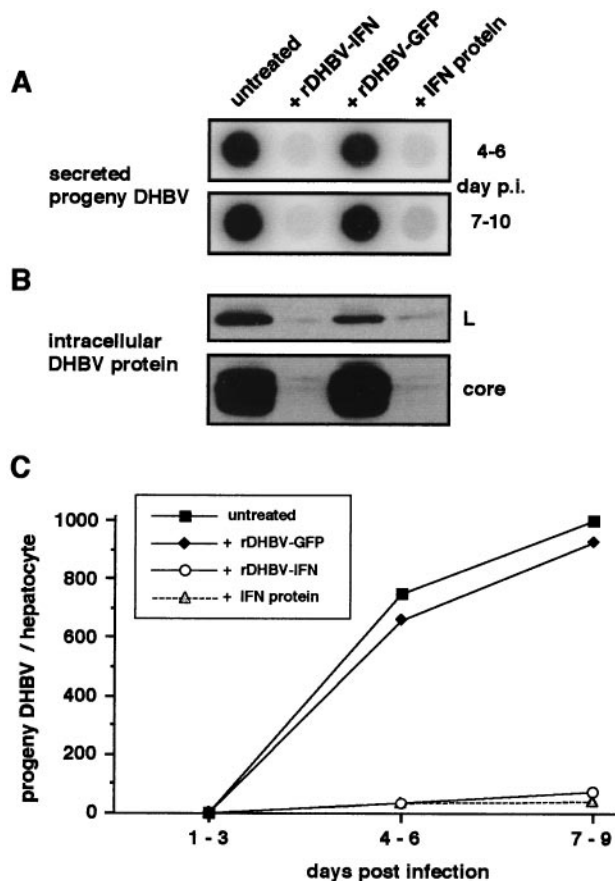 A
untreated
+ rDHBV-IFN
+ rDHBV-GFP
+ IFN protein
secreted
progeny DHBV
4-6
day p.i.
7-10
B
intracellular
DHBV protein
L
core
C
untreated
+ rDHBV-GFP
+ rDHBV-IFN
+ IFN protein
progeny DHBV / hepatocyte
1000
800
600
400
200
0
1 - 3
4 - 6
7 - 9
days post infection